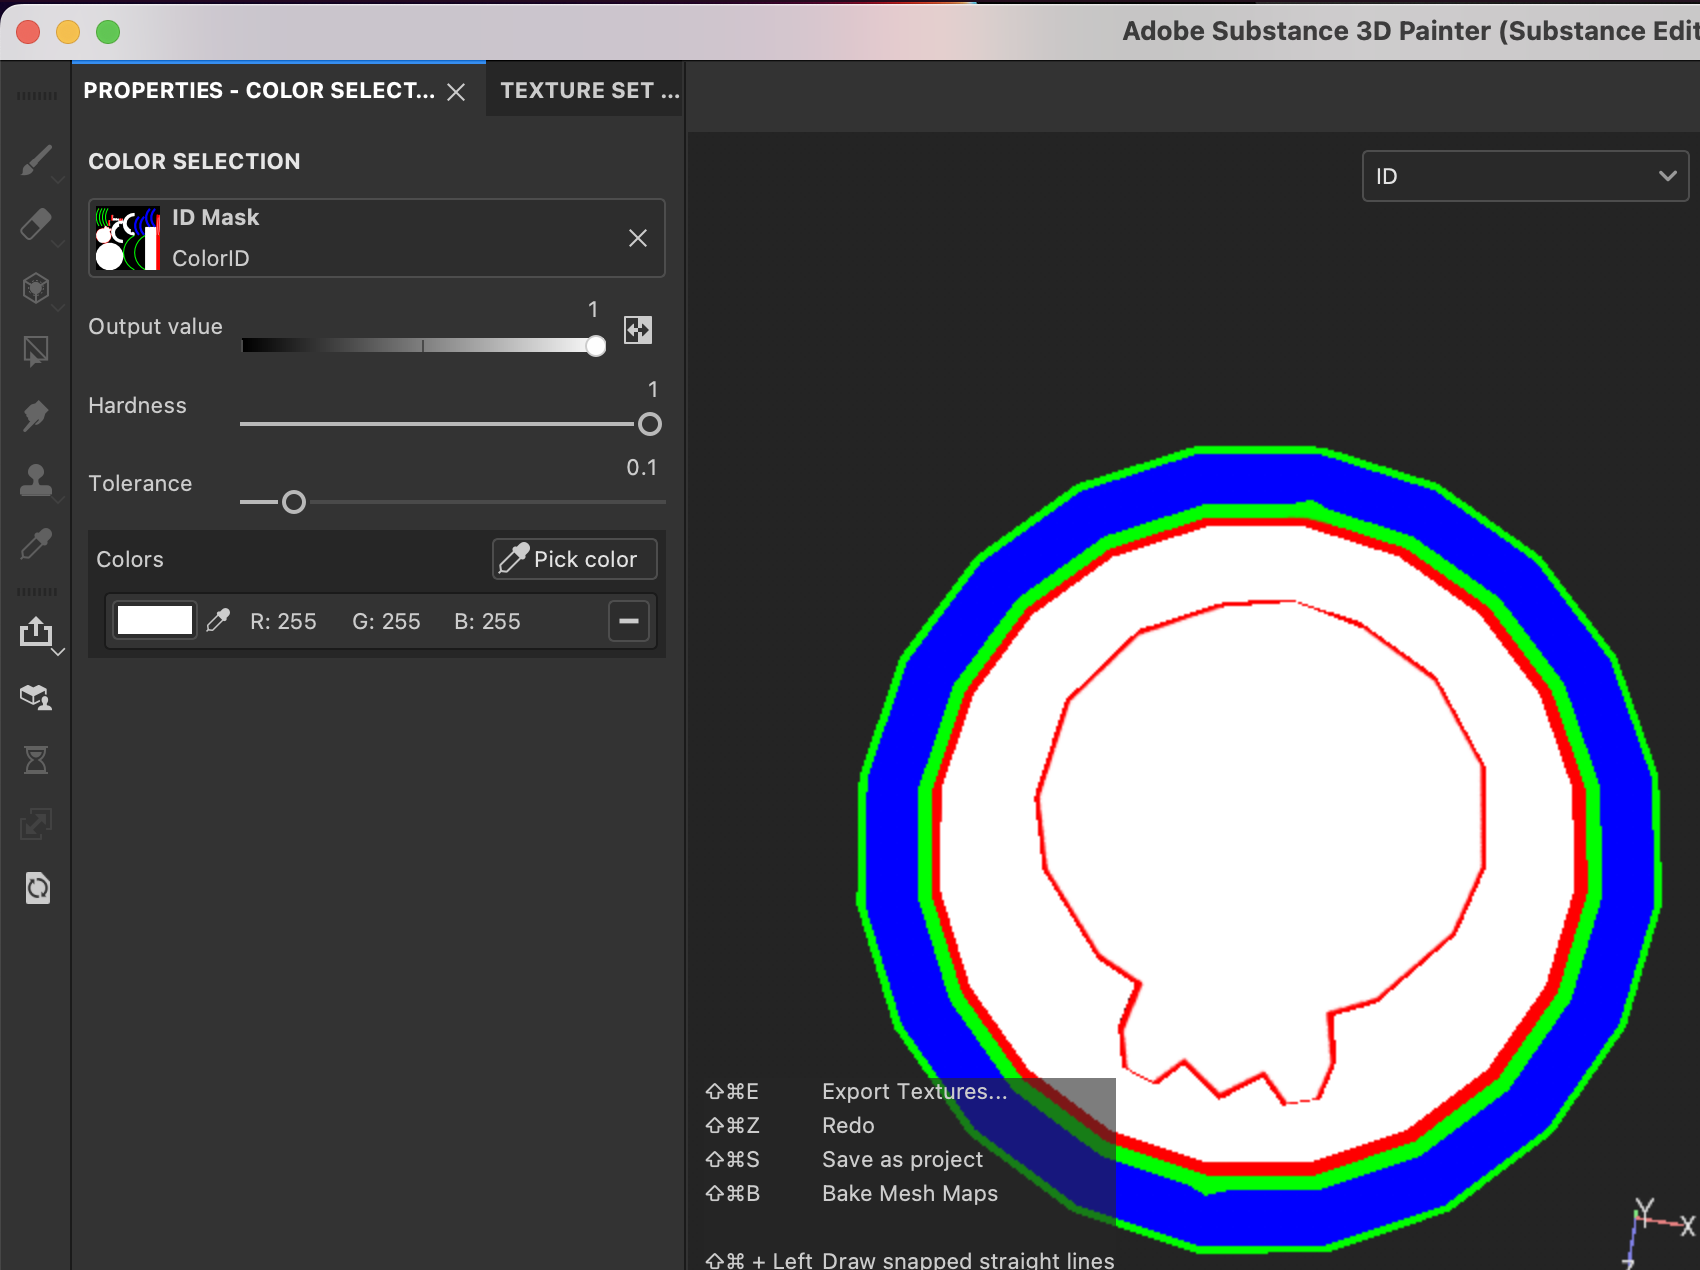 Adobe Substance 3D Painter (Substance Edit
PROPERTIES - COLOR SELECT...
TEXTURE SET ...
COLOR SELECTION
ID
ID Mask
ColorID
1
Output value
1
Hardness
0.1
Tolerance
Colors
Pick color
R: 255 G: 255 B: 255
⇧⌘E Export Textures...
⇧⌘Z Redo
⇧⌘S Save as project
⇧⌘B Bake Mesh Maps
⇧⌘ + Left Draw snapped straight lines
Y
X